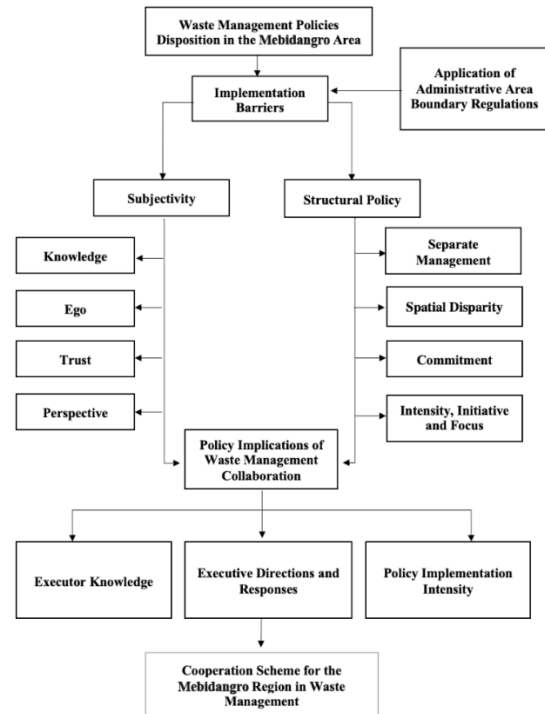 Waste Management Policies
Disposition in the Mebidangro Area
Implementation
Barriers
Application of
Administrative Area
Boundary Regulations
Subjectivity
Structural Policy
Knowledge
Separate
Management
Ego
Spatial Disparity
Trust
Commitment
Perspective
Intensity, Initiative
and Focus
Policy Implications of
Waste Management
Collaboration
Executor Knowledge
Executive Directions and
Responses
Policy Implementation
Intensity
Cooperation Scheme for the
Mebidangro Region in Waste
Management